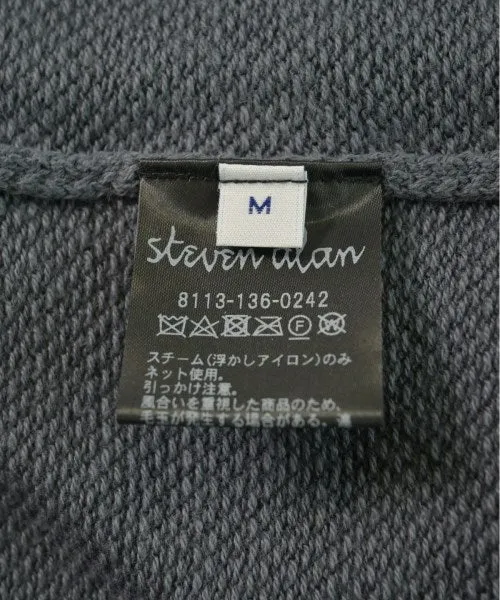 M
steven alan
8113-136-0242
スチーム(浮かしアイロン)のみ
ネット使用。
引っかけ注意。
風合いを重視した商品のため、
毛玉が発生する場合がある。